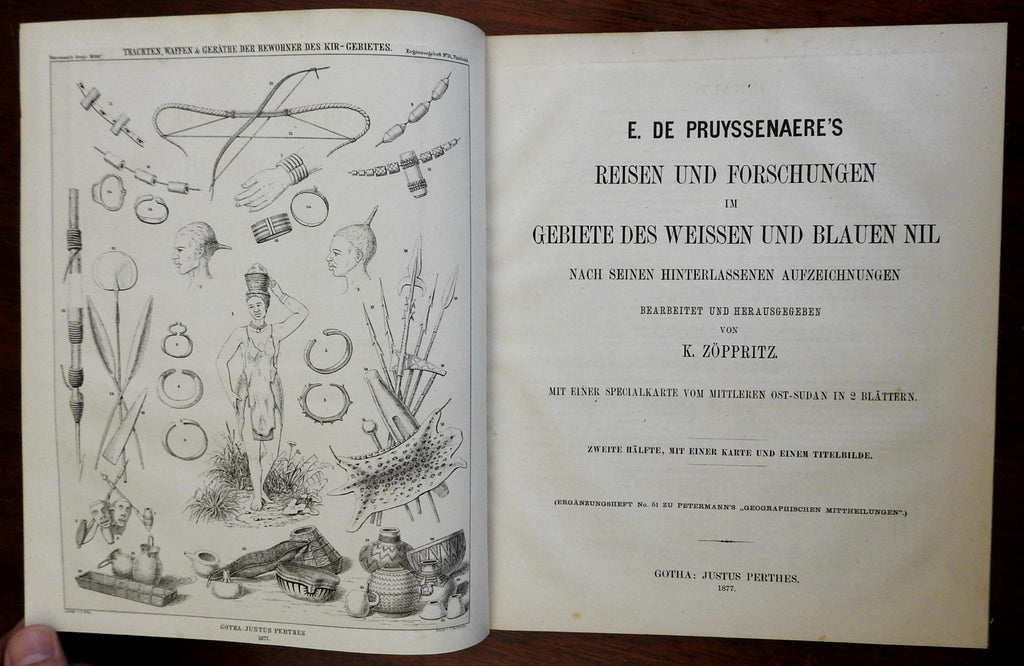 TRACHTEN, WAFFEN & GERÄTHE DER BEWOHNER DES KIR-GEBIETES.
GOTHA: JUSTUS PERTHES
1877.
E. DE PRUYSSENAERE'S
REISEN UND FORSCHUNGEN
IM
GEBIETE DES WEISSEN UND BLAUEN NIL
NACH SEINEN HINTERLASSENEN AUFZEICHNUNGEN
BEARBEITET UND HERAUSGEGEBEN
VON
K. ZÖPPRITZ.
MIT EINER SPECIALKARTE VOM MITTLEREN OST-SUDAN IN 2 BLÄTTERN.
ZWEITE HÄLFTE, MIT EINER KARTE UND EINEM TITELBILDE.
(ERGÄNZUNGSHEFT No. 51 ZU PETERMANN'S „GEOGRAPHISCHEN MITTHEILUNGEN".)
GOTHA: JUSTUS PERTHES.
1877.